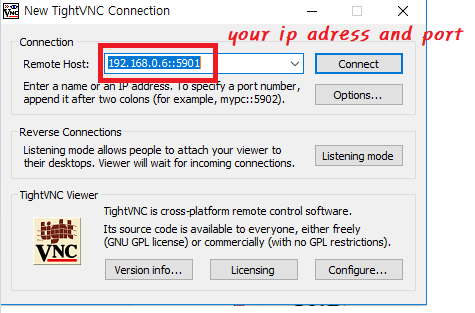 New TightVNC Connection
your ip adress and port
Connection
Remote Host:
192.168.0.6::5901
Connect
Enter a name or an IP address. To specify a port number,
append it after two colons (for example, mypc::5902).
Options...
Reverse Connections
Listening mode allows people to attach your viewer to
their desktops. Viewer will wait for incoming connections.
Listening mode
TightVNC Viewer
tight
VNC
TightVNC is cross-platform remote control software.
Its source code is available to everyone, either freely
(GNU GPL license) or commercially (with no GPL restrictions).
Version info...
Licensing
Configure...